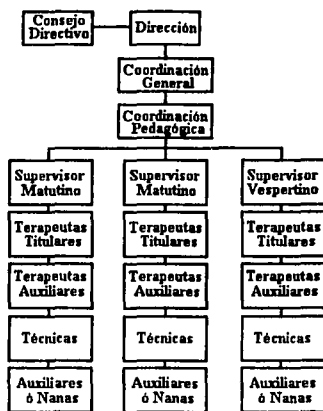 Consejo
Directivo
Dirección
Coordinación
General
Coordinación
Pedagógica
Supervisor
Matutino
Supervisor
Matutino
Supervisor
Vespertino
Terapeutas
Titulares
Terapeutas
Titulares
Terapeutas
Titulares
Terapeutas
Auxiliares
Terapeutas
Auxiliares
Terapeutas
Auxiliares
Técnicas
Técnicas
Técnicas
Auxiliares
ó Nanas
Auxiliares
ó Nanas
Auxiliares
ó Nanas